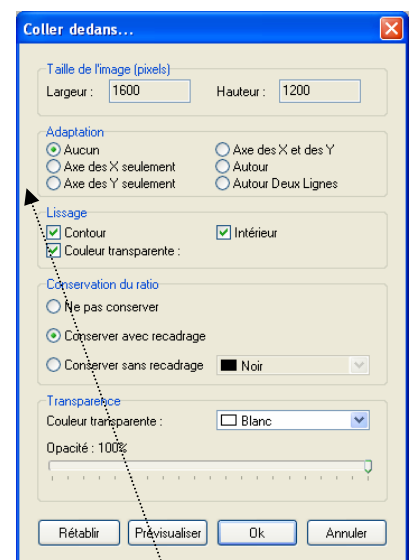 Coller dedans...
Taille de l'image (pixels)
Largeur : 1600 Hauteur : 1200
Adaptation
Aucun Axe des X et des Y
Axe des X seulement Autour
Axe des Y seulement Autour Deux Lignes
Lissage
Contour Intérieur
Couleur transparente :
Conservation du ratio
Ne pas conserver
Conserver avec recadrage
Conserver sans recadrage Noir
Transparence
Couleur transparente : Blanc
Opacité : 100%
Rétablir Prévisualiser Ok Annuler